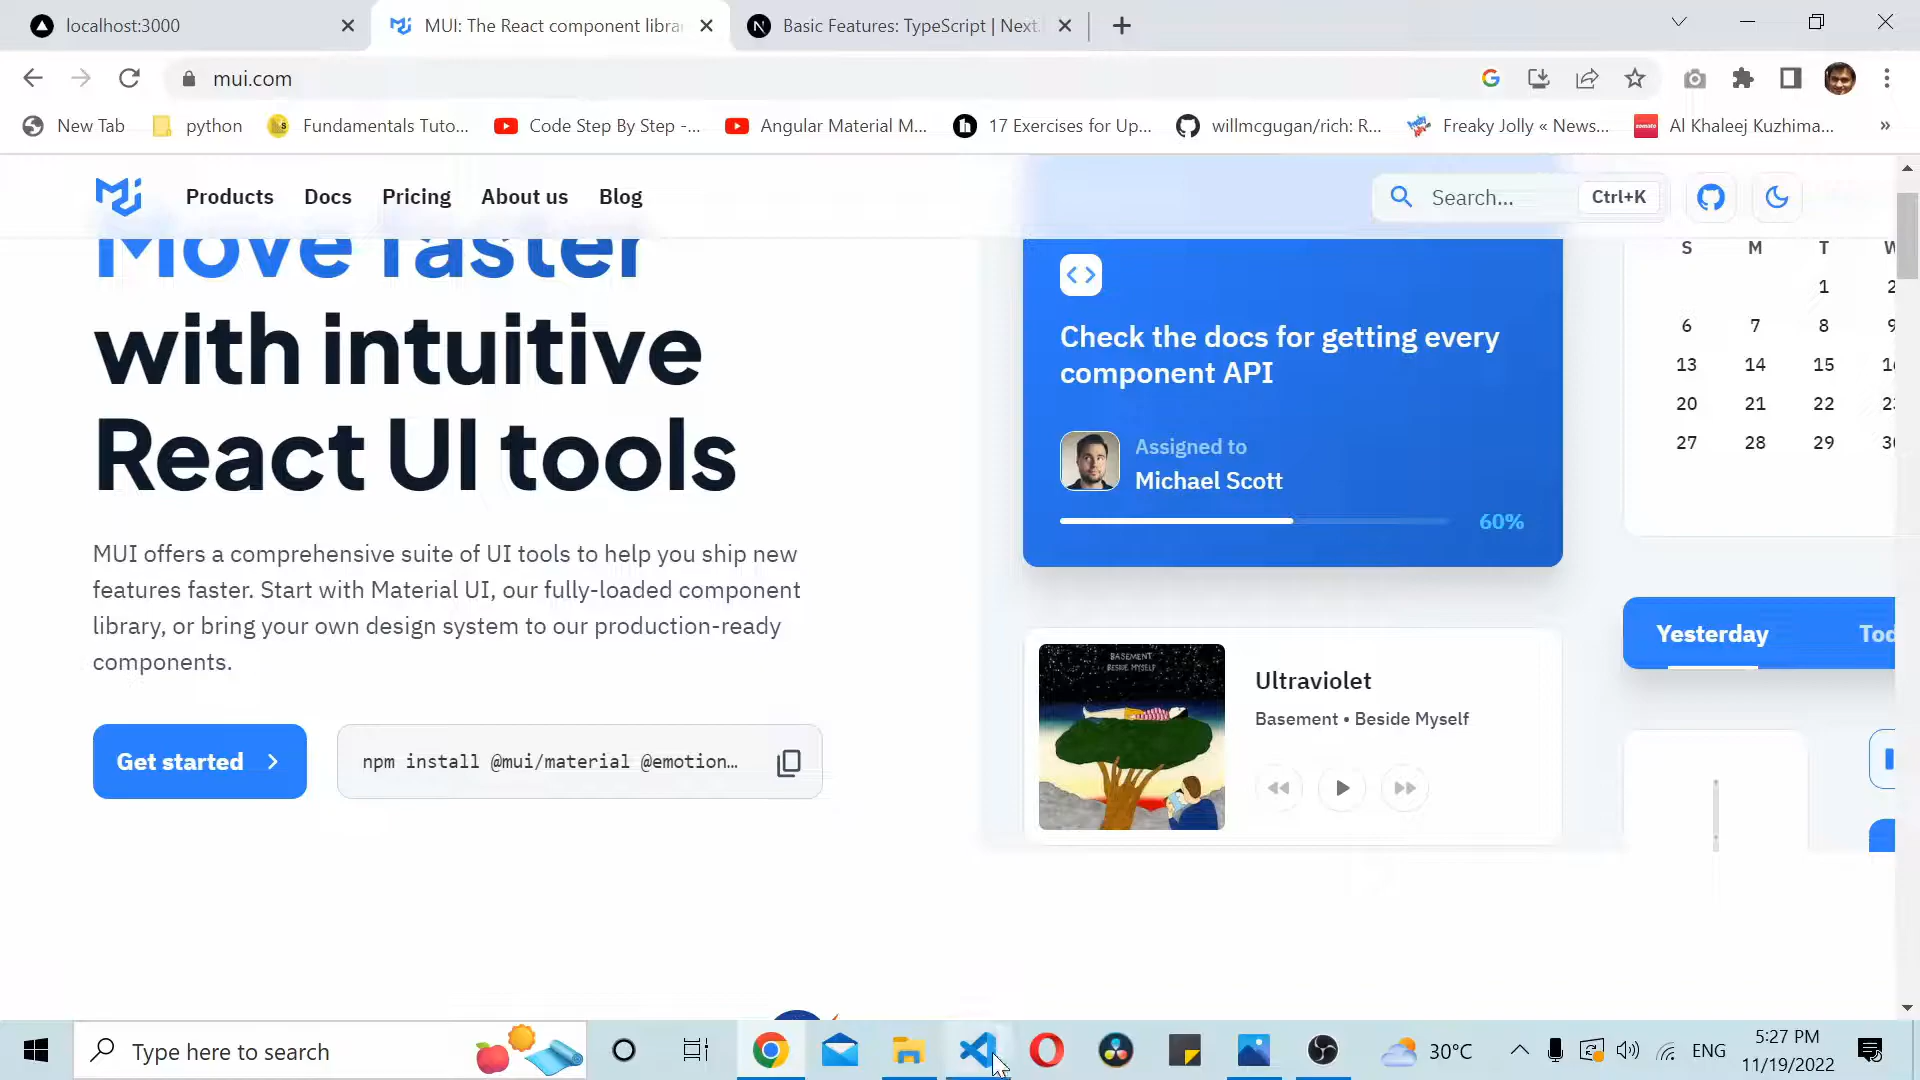 localhost:3000
MUI: The React component libra
Basic Features: TypeScript | Next.
mui.com
New Tab
python
Fundamentals Tuto...
Code Step By Step -...
Angular Material M...
17 Exercises for Up...
willmcgugan/rich: R...
Freaky Jolly « News...
zomato
Al Khaleej Kuzhima...
»
Products
Docs
Pricing
About us
Blog
Search...
Ctrl+K
Move faster
with intuitive
React UI tools
MUI offers a comprehensive suite of UI tools to help you ship new
features faster. Start with Material UI, our fully-loaded component
library, or bring your own design system to our production-ready
components.
Get started
npm install @mui/material @emotion…
Check the docs for getting every
component API
Assigned to
Michael Scott
60%
BASEMENT
BESIDE MYSELF
Ultraviolet
Basement • Beside Myself
S M T W
1 2
6 7 8 9
13 14 15
20 21 22
27 28 29
Yesterday
Type here to search
30°C
ENG
5:27 PM
11/19/2022